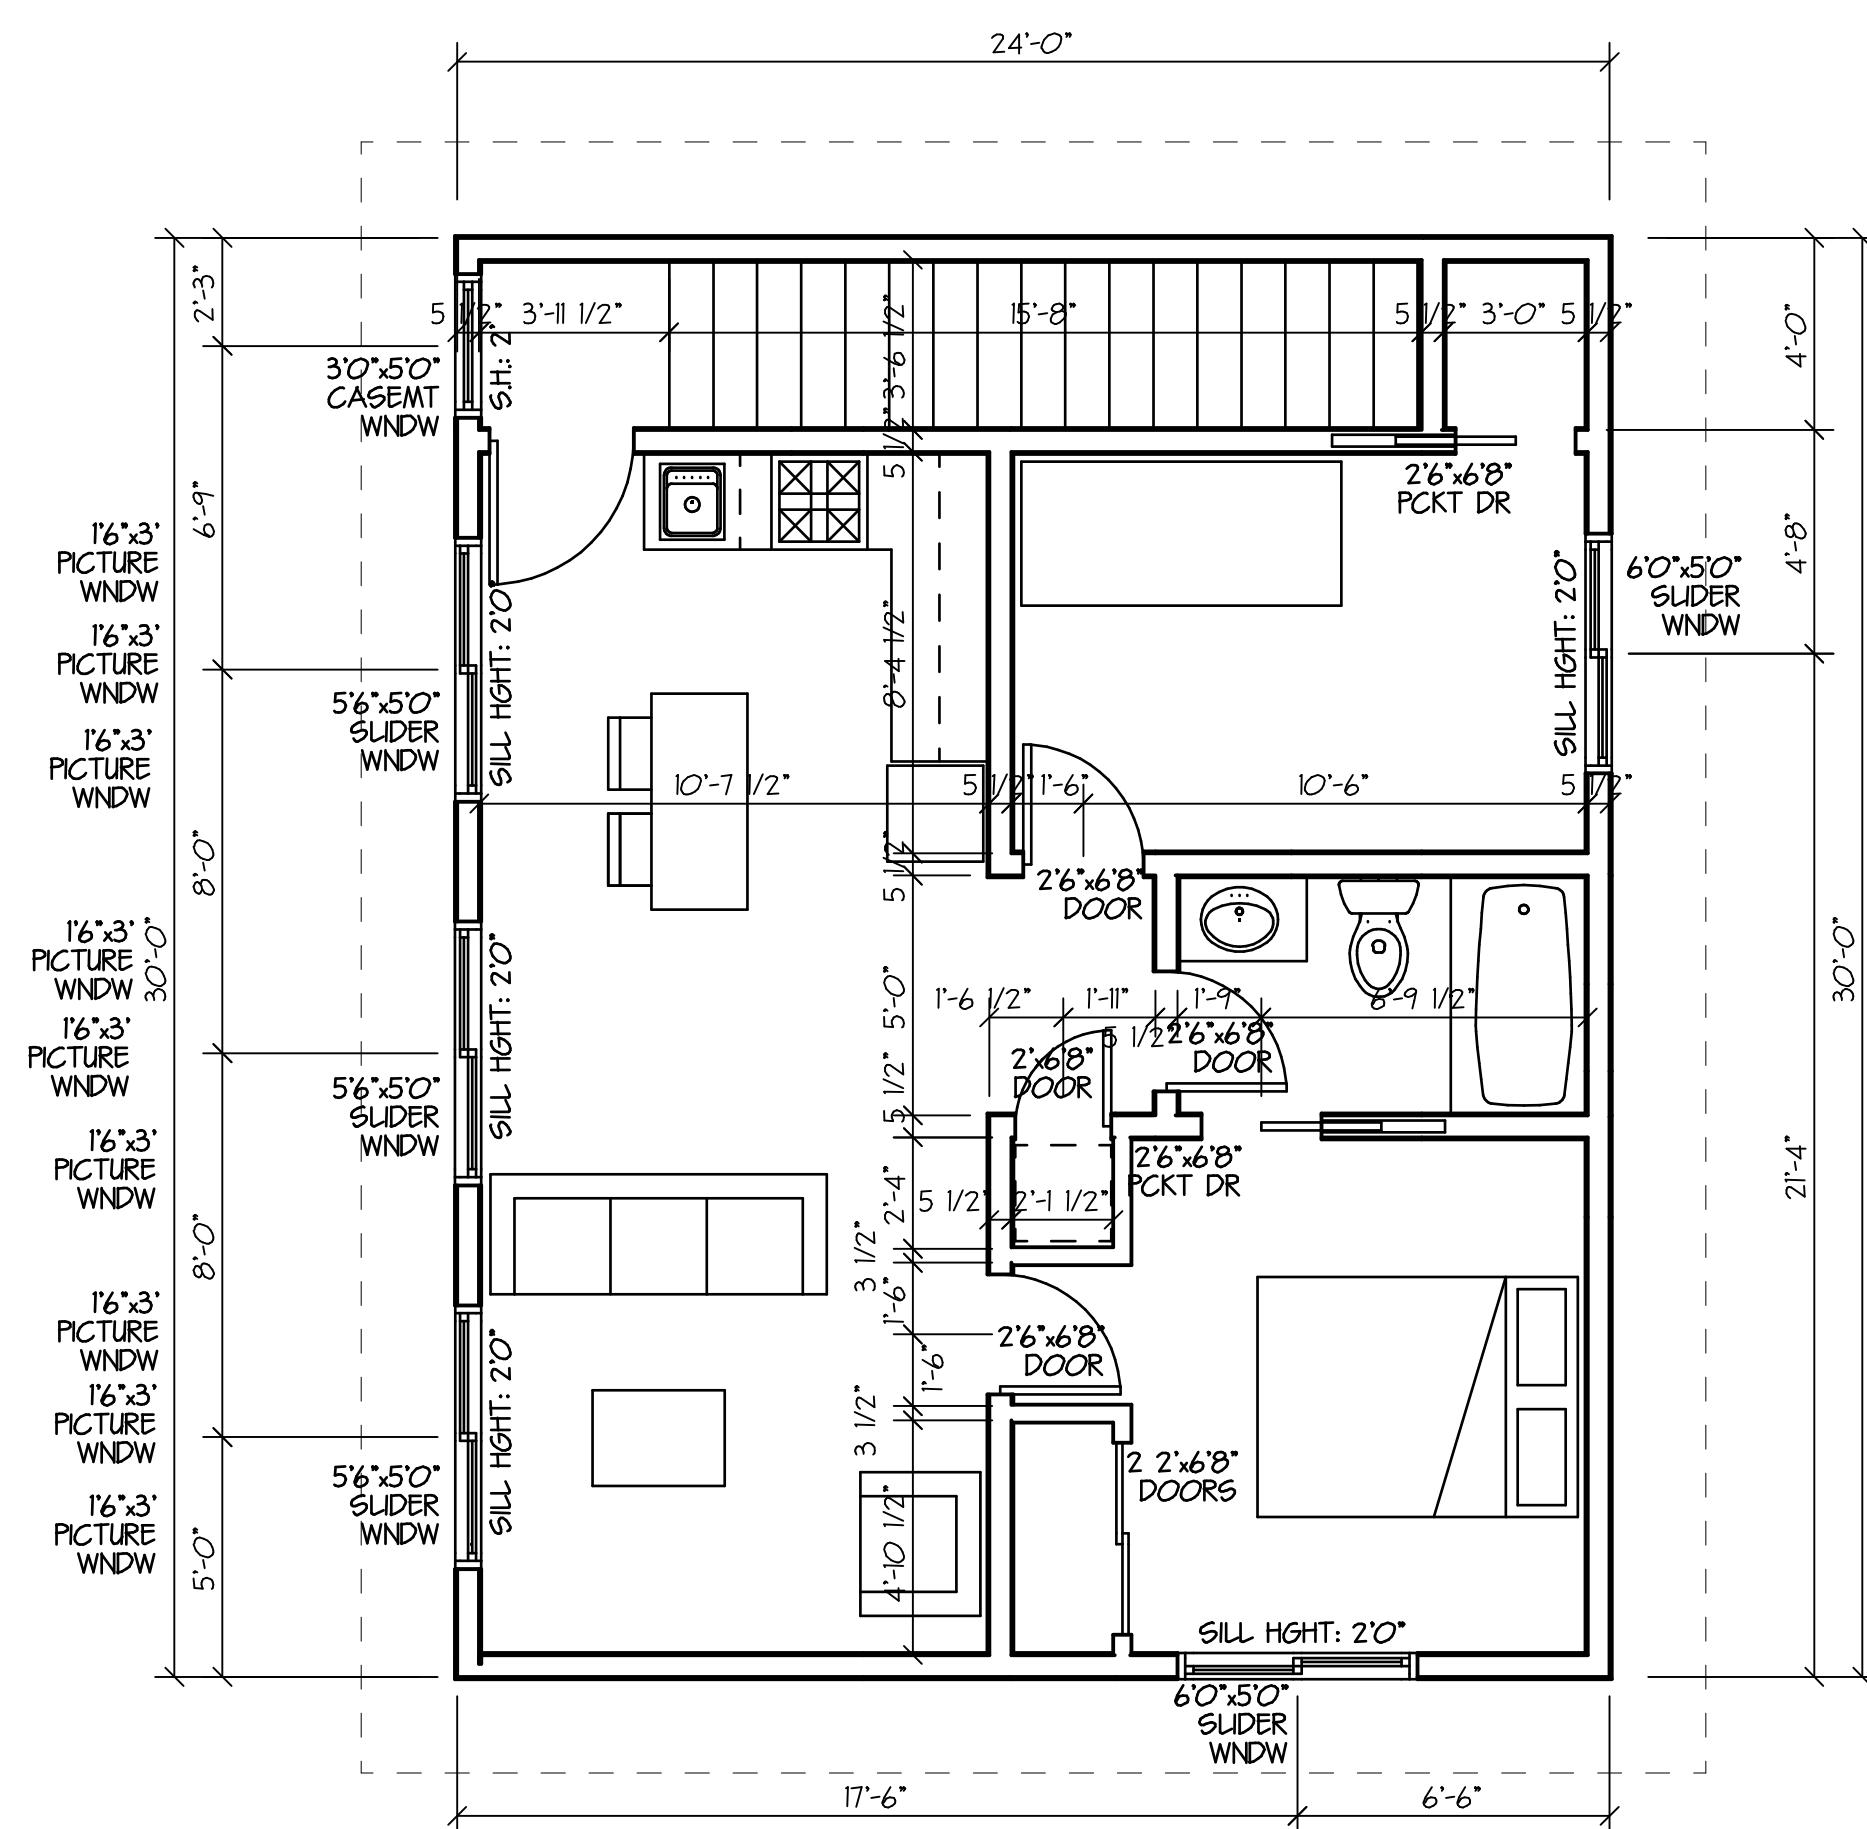 24'-0"
2'-3"
5 1/2"
3'-11 1/2"
15'-8"
5 1/2"
3'-0"
5 1/2"
4'-0"
3'-6 1/2"
S.H.: 2'
3'0"x5'0"
CASEMT
WNDW
5 1/2"
2'6"x6'8"
PCKT DR
6'-9"
4'-8"
1'6"x3'
PICTURE
WNDW
6'0"x5'0"
SLIDER
WNDW
SILL HGHT: 2'0"
SILL HGHT: 2'0"
1'6"x3'
PICTURE
WNDW
8'-4 1/2"
5'6"x5'0"
SLIDER
WNDW
1'6"x3'
PICTURE
WNDW
10'-7 1/2"
5 1/2"
1'-6"
10'-6"
5 1/2"
8'-0"
5 1/2"
2'6"x6'8"
DOOR
1'6"x3'
PICTURE
WNDW
30'-0"
30'-0"
SILL HGHT: 2'0"
5'-0"
1'-6 1/2"
1'-11"
1'-9"
6'-9 1/2"
5 1/2"
2'6"x6'8"
DOOR
1'6"x3'
PICTURE
WNDW
2'x6'8"
DOOR
5'6"x5'0"
SLIDER
WNDW
5 1/2"
1'6"x3'
PICTURE
WNDW
2'6"x6'8"
PCKT DR
21'-4"
2'-4"
5 1/2"
2'-1 1/2"
8'-0"
3 1/2"
1'-6"
1'6"x3'
PICTURE
WNDW
2'6"x6'8"
DOOR
1'-6"
1'6"x3'
PICTURE
WNDW
SILL HGHT: 2'0"
3 1/2"
2 2'x6'8"
DOORS
5'6"x5'0"
SLIDER
WNDW
1'6"x3'
PICTURE
WNDW
4'-10 1/2"
5'-0"
SILL HGHT: 2'0"
6'0"x5'0"
SLIDER
WNDW
17'-6"
6'-6"